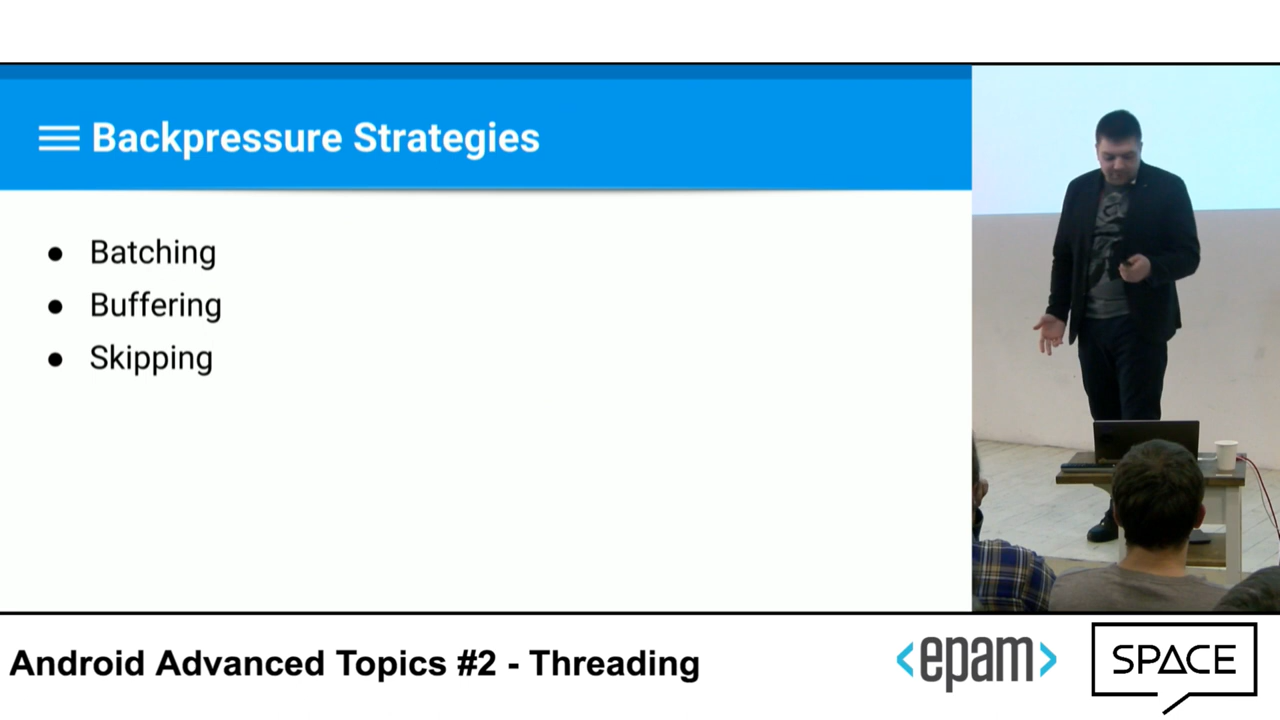 Backpressure Strategies
● Batching
● Buffering
● Skipping
Android Advanced Topics #2 - Threading
<epam>
SPACE